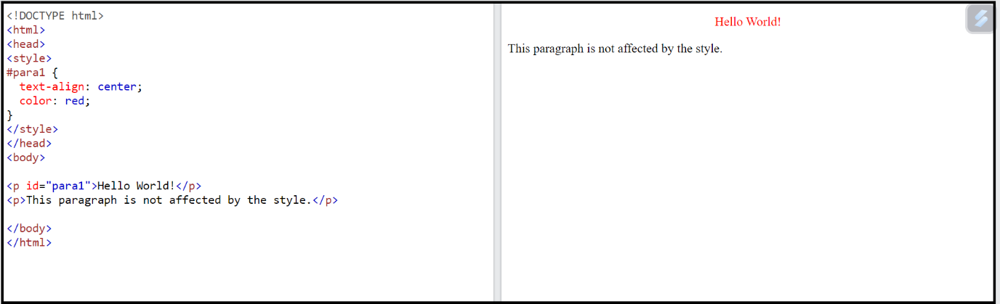 <!DOCTYPE html>
<html>
<head>
<style>
#para1 {
  text-align: center;
  color: red;
}
</style>
</head>
<body>

<p id="para1">Hello World!</p>
<p>This paragraph is not affected by the style.</p>

</body>
</html>
Hello World!
This paragraph is not affected by the style.